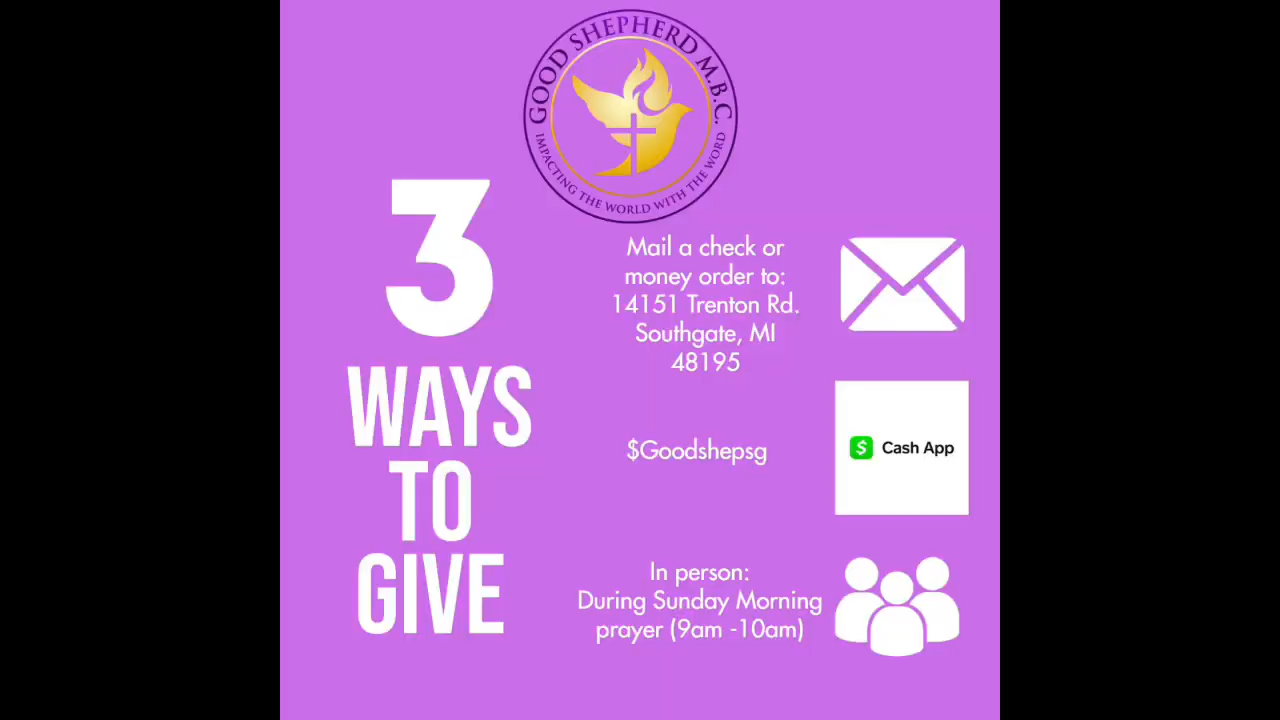 GOOD SHEPHERD M.B.C.
IMPACTING THE WORLD WITH THE WORD
3
WAYS
TO
GIVE
Mail a check or
money order to:
14151 Trenton Rd.
Southgate, MI
48195
$Goodshepsg
$ Cash App
In person:
During Sunday Morning
prayer (9am -10am)